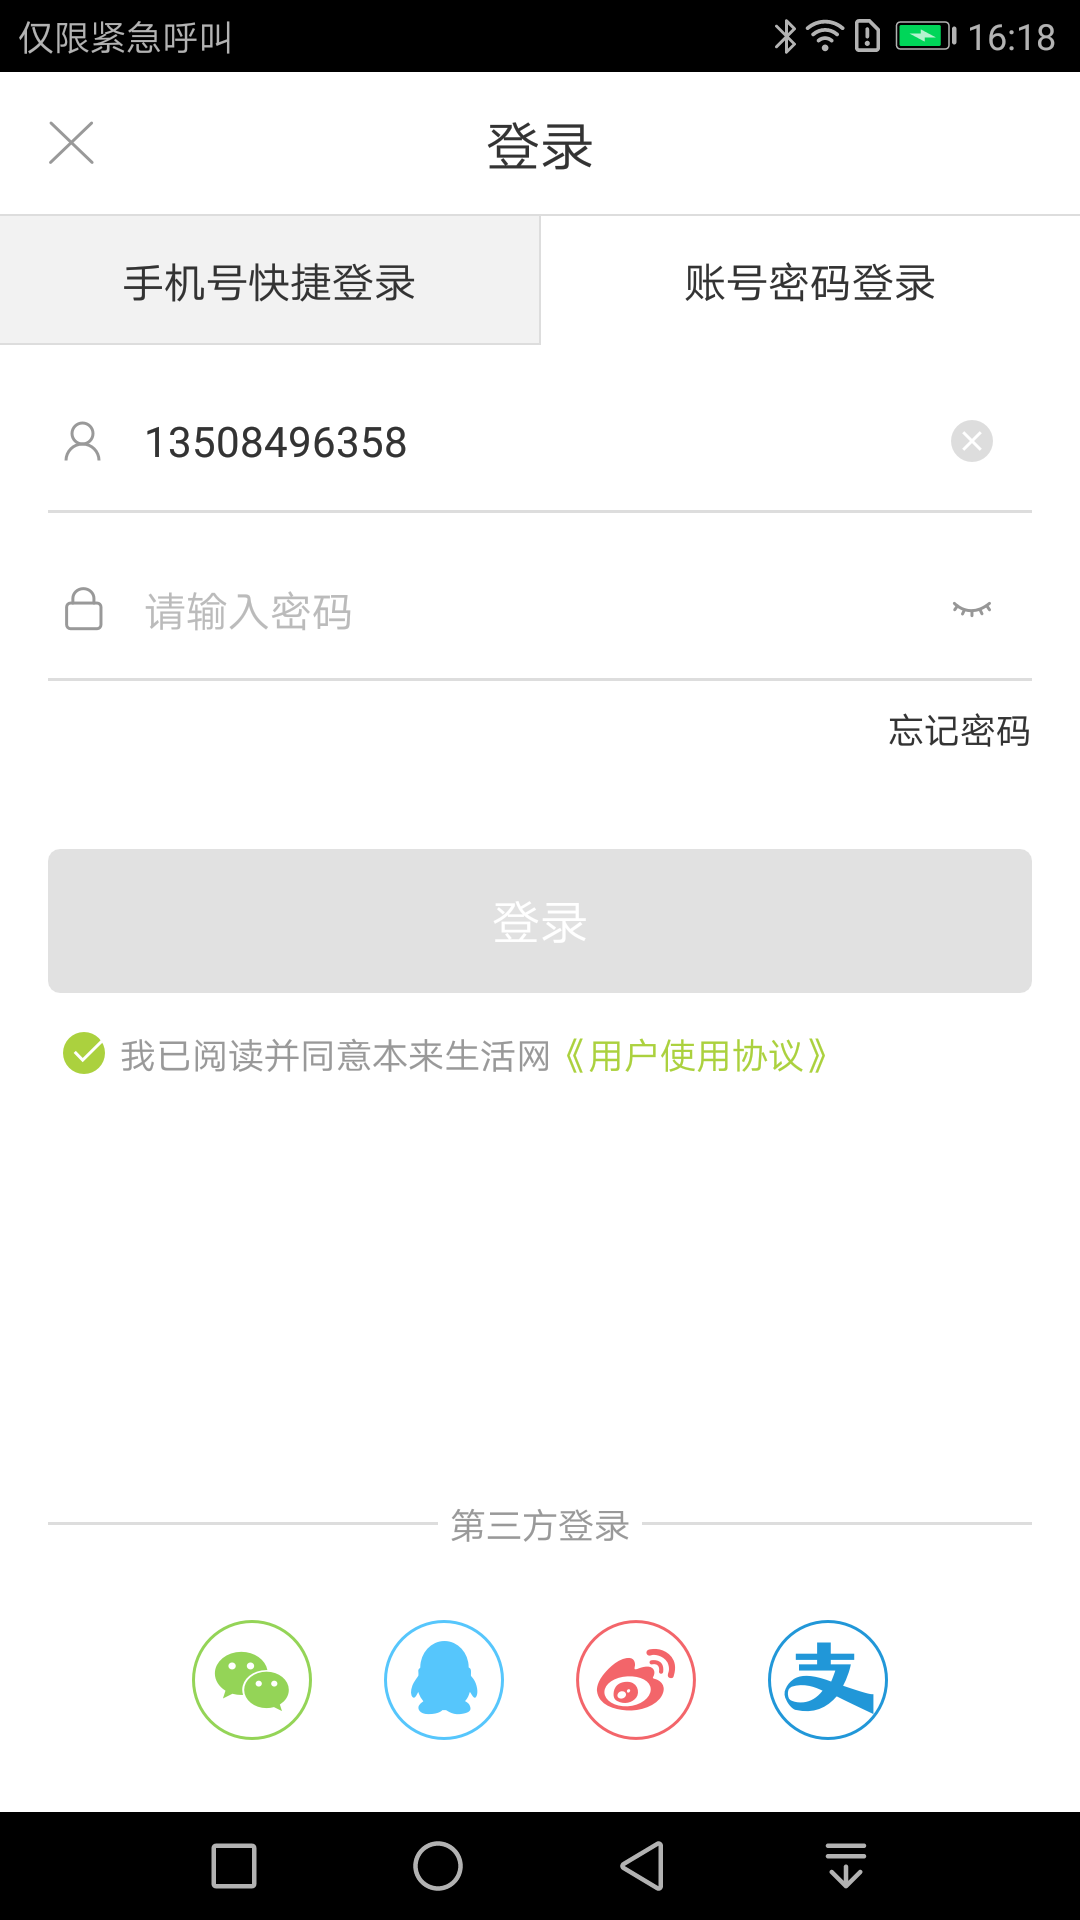 仅限紧急呼叫 16:18
登录
手机号快捷登录 账号密码登录
13508496358
请输入密码
忘记密码
登录
我已阅读并同意本来生活网《用户使用协议》
第三方登录
支